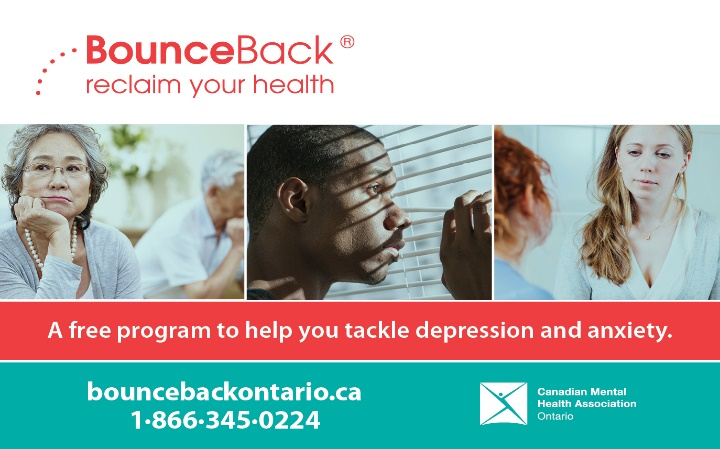 BounceBack®
reclaim your health
A free program to help you tackle depression and anxiety.
bouncebackontario.ca
1·866·345·0224
Canadian Mental
Health Association
Ontario